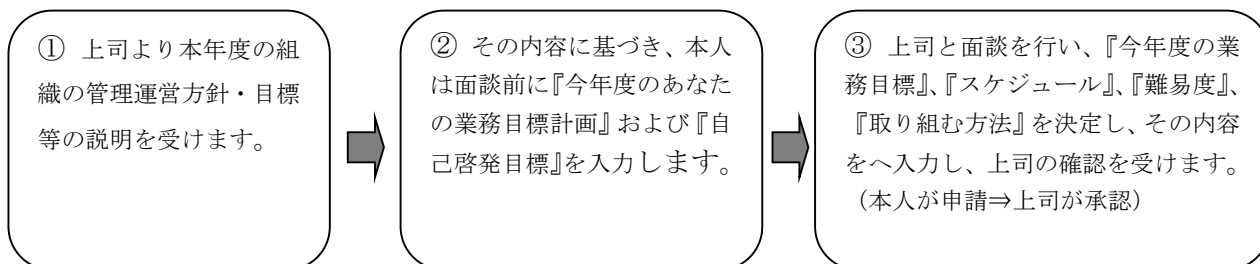 ① 上司より本年度の組
織の管理運営方針・目標
等の説明を受けます。
② その内容に基づき、本人
は面談前に『今年度のあなた
の業務目標計画』および『自
己啓発目標』を入力します。
③ 上司と面談を行い、『今年度の業
務目標』、『スケジュール』、『難易度』、
『取り組む方法』を決定し、その内容
をへ入力し、上司の確認を受けます。
（本人が申請⇒上司が承認）